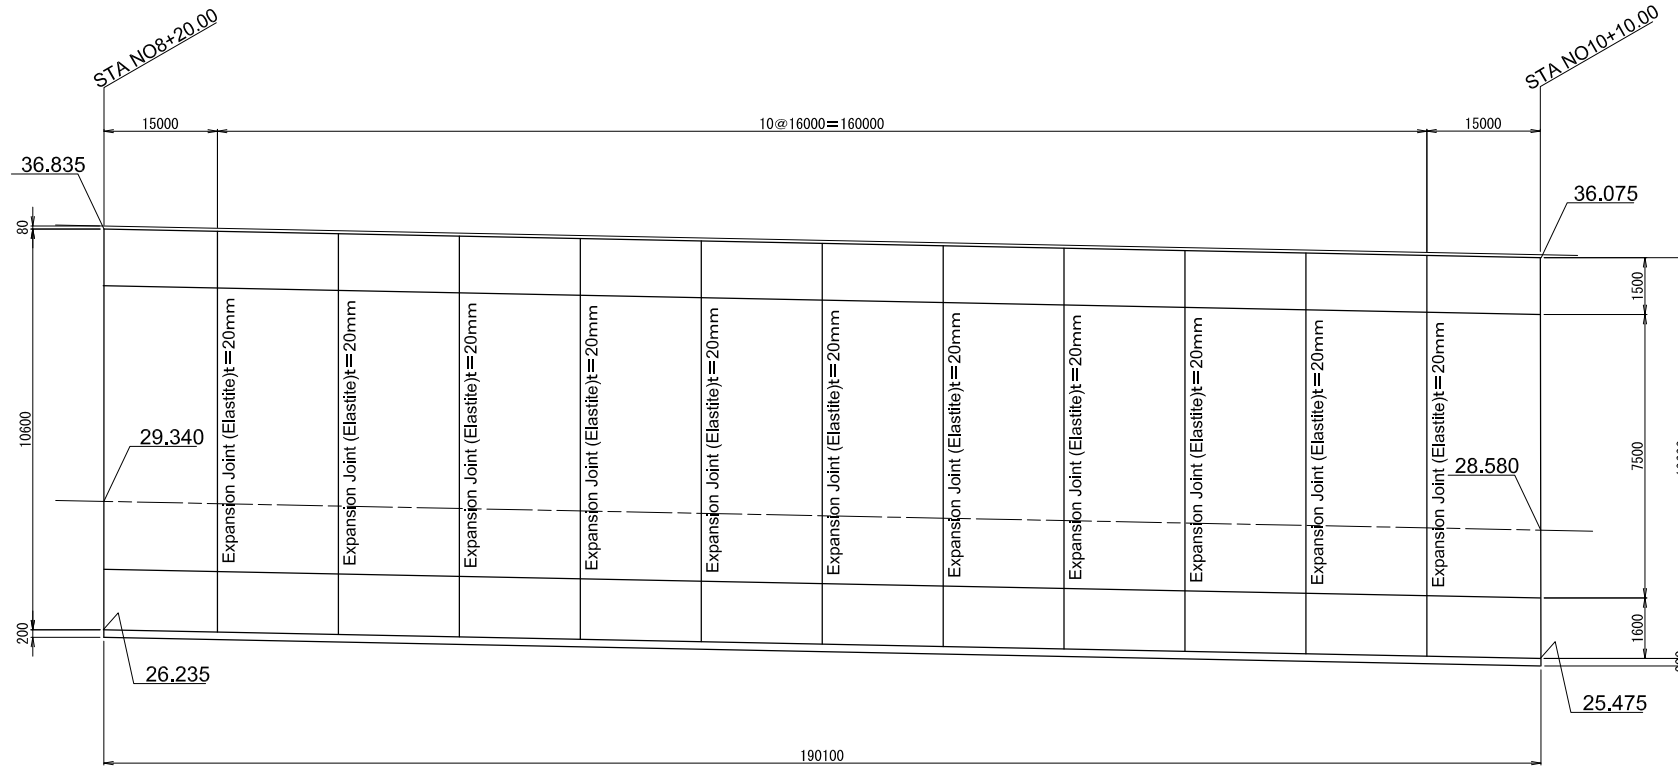 STA NO8+20.00
STA NO10+10.00
15000
10@16000=160000
15000
36.835
36.075
80
1500
Expansion Joint (Elastite)t=20mm
Expansion Joint (Elastite)t=20mm
Expansion Joint (Elastite)t=20mm
Expansion Joint (Elastite)t=20mm
Expansion Joint (Elastite)t=20mm
Expansion Joint (Elastite)t=20mm
Expansion Joint (Elastite)t=20mm
Expansion Joint (Elastite)t=20mm
Expansion Joint (Elastite)t=20mm
Expansion Joint (Elastite)t=20mm
Expansion Joint (Elastite)t=20mm
10600
29.340
28.580
7500
200
1600
26.235
25.475
190100